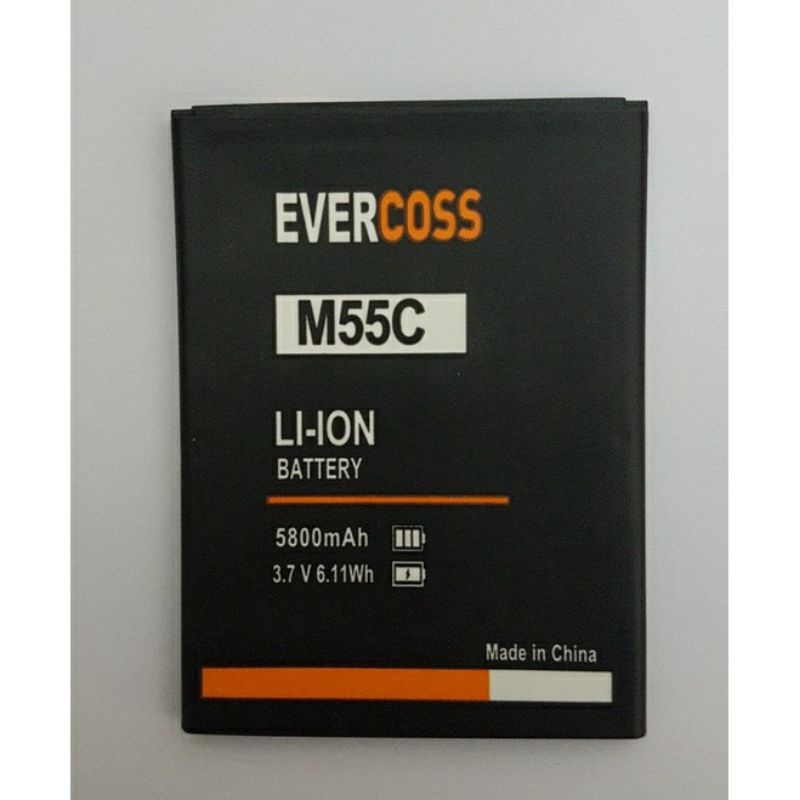 EVERCOSS
M55C
LI-ION
BATTERY
5800mAh
3.7 V 6.11Wh
Made in China